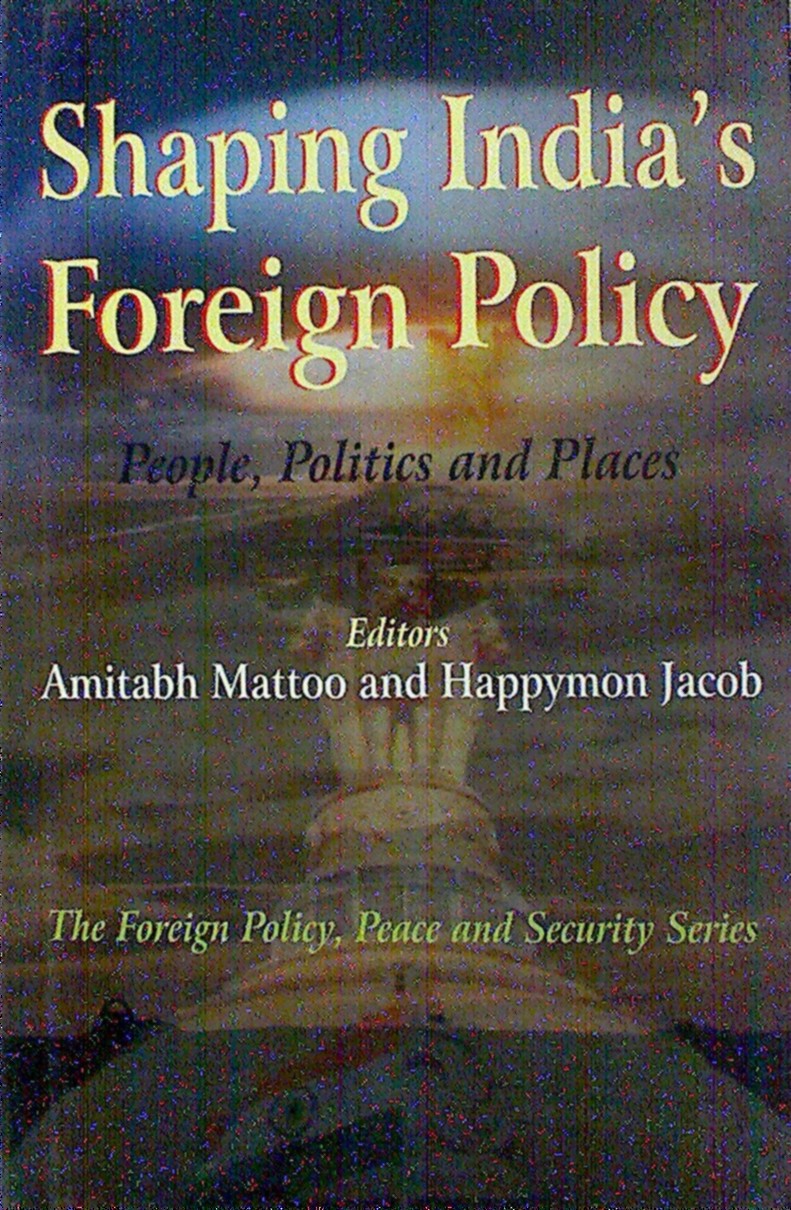 Shaping India's
Foreign Policy
People, Politics and Places
Editors
Amitabh Mattoo and Happymon Jacob
The Foreign Policy, Peace and Security Series